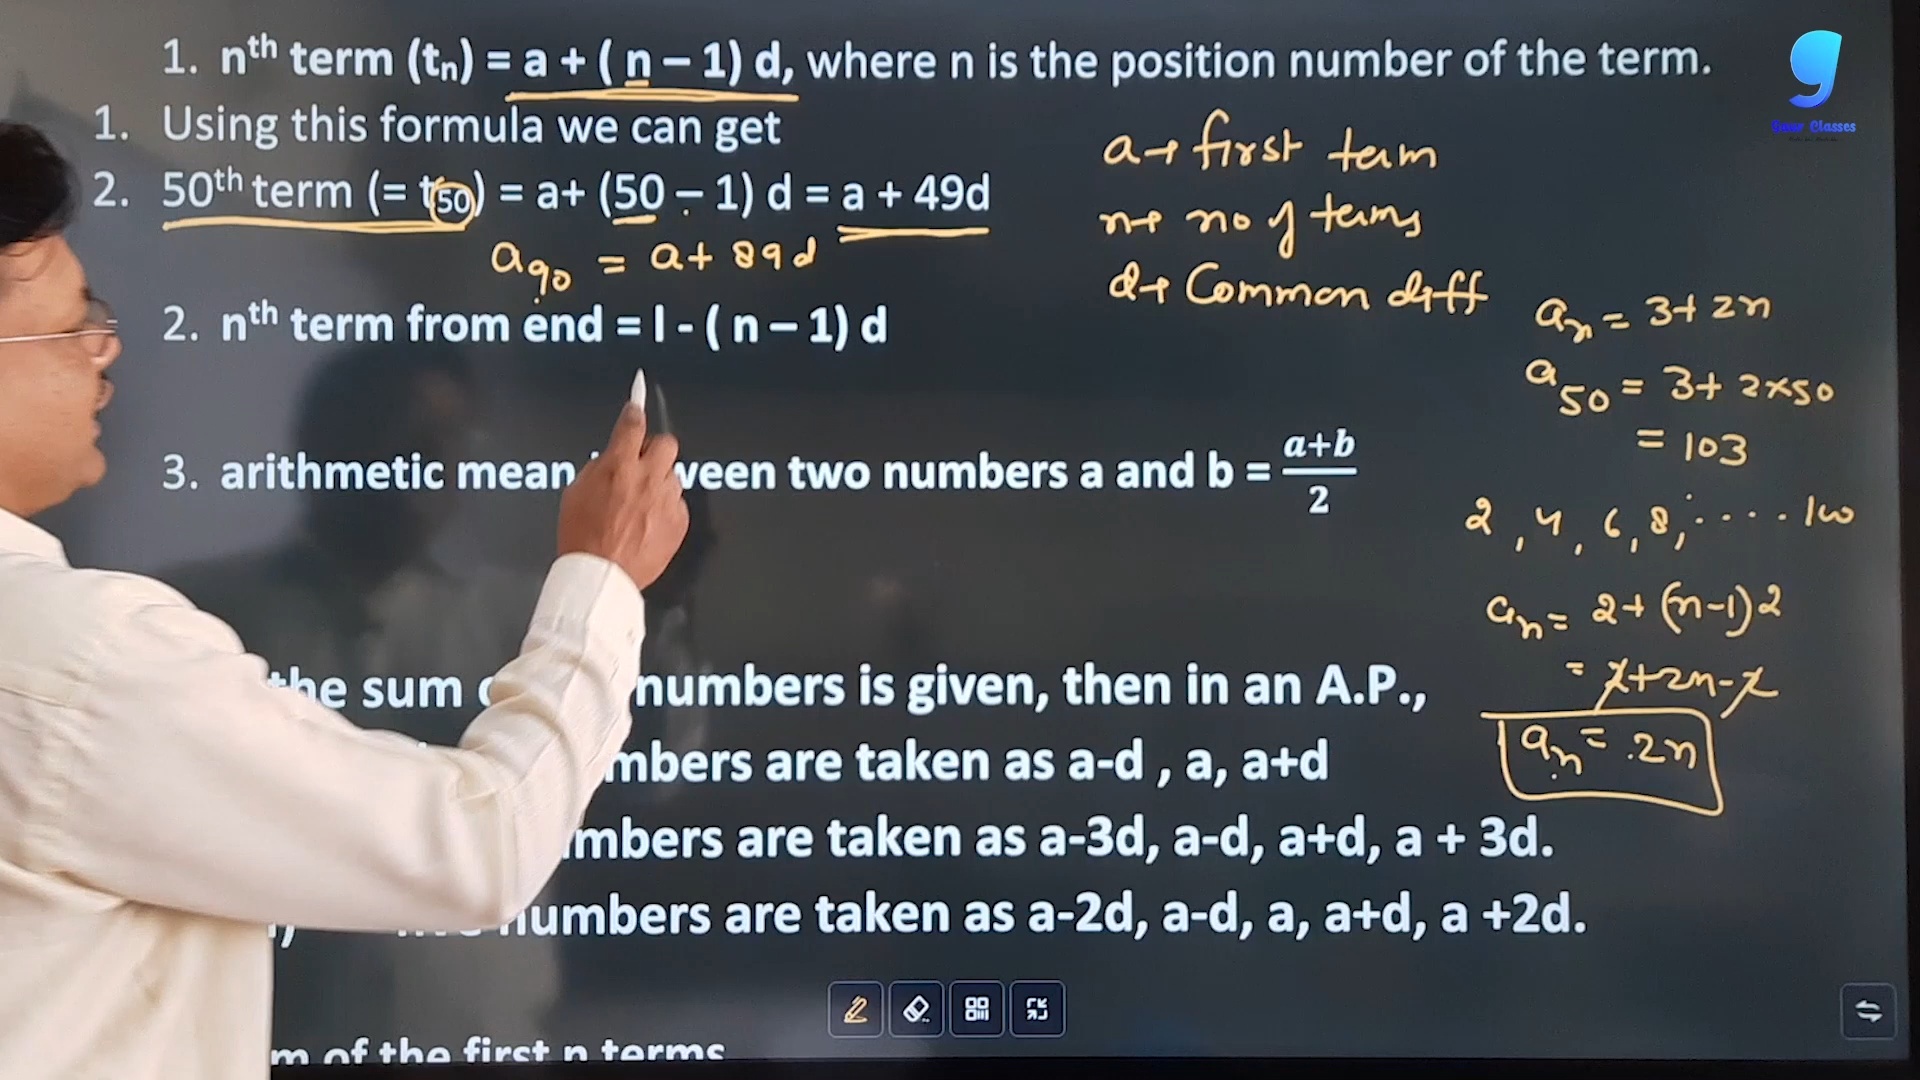 1. nth term (tn) = a + ( n – 1) d, where n is the position number of the term.
1. Using this formula we can get
2. 50th term (= t50) = a+ (50 – 1) d = a + 49d
a90 = a + 89d
2. nth term from end = l - ( n – 1) d
3. arithmetic mean ween two numbers a and b = a+b/2
the sum numbers is given, then in an A.P.,
mbers are taken as a-d , a, a+d
mbers are taken as a-3d, a-d, a+d, a + 3d.
numbers are taken as a-2d, a-d, a, a+d, a +2d.
m of the first n terms
a→ first term
n→ no of terms
d→ Common diff
an = 3+2n
a50 = 3+ 2×50
= 103
2, 4, 6, 8, ..... 100
an = 2+(n-1)2
= 2+2n-2
an = 2n
Gaur Classes